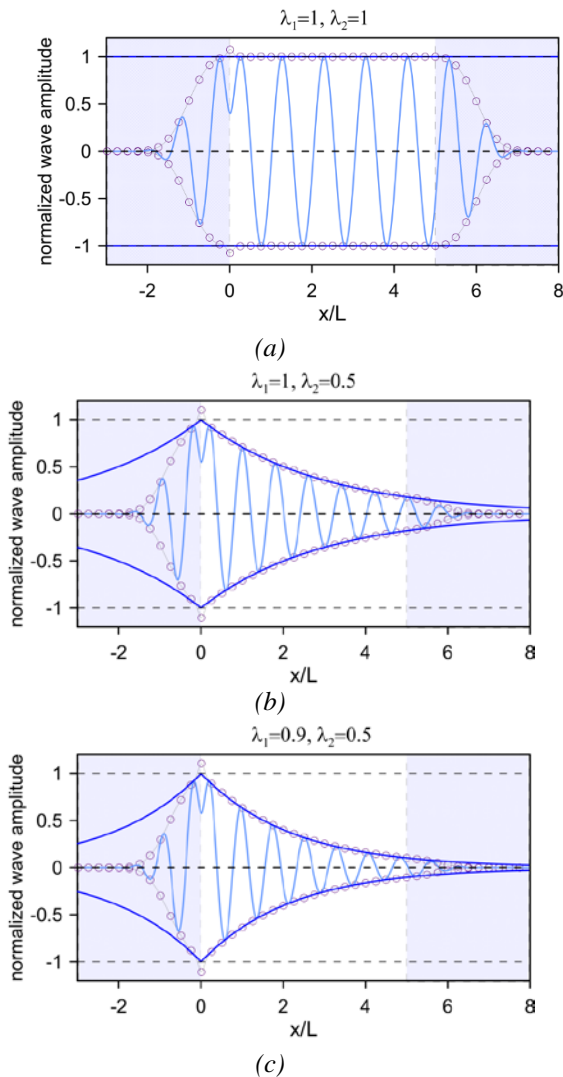 λ₁=1, λ₂=1
normalized wave amplitude
1
0.5
0
-0.5
-1
-2 0 2 4 6 8
x/L
(a)
λ₁=1, λ₂=0.5
normalized wave amplitude
1
0.5
0
-0.5
-1
-2 0 2 4 6 8
x/L
(b)
λ₁=0.9, λ₂=0.5
normalized wave amplitude
1
0.5
0
-0.5
-1
-2 0 2 4 6 8
x/L
(c)